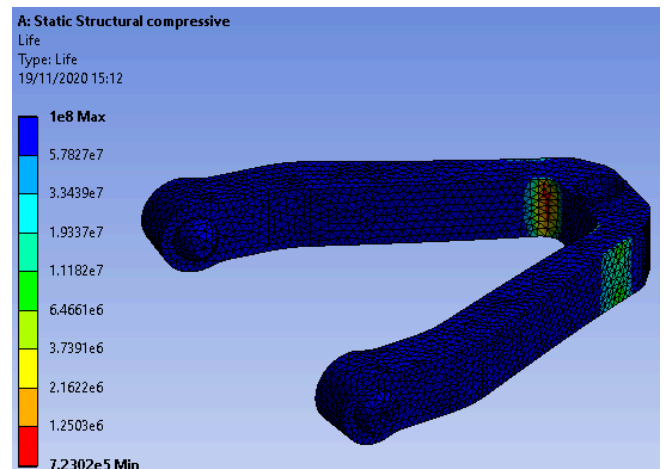 A: Static Structural compressive
Life
Type: Life
19/11/2020 15:12
1e8 Max
5.7827e7
3.3439e7
1.9337e7
1.1182e7
6.4661e6
3.7391e6
2.1622e6
1.2503e6
7.2302e5 Min